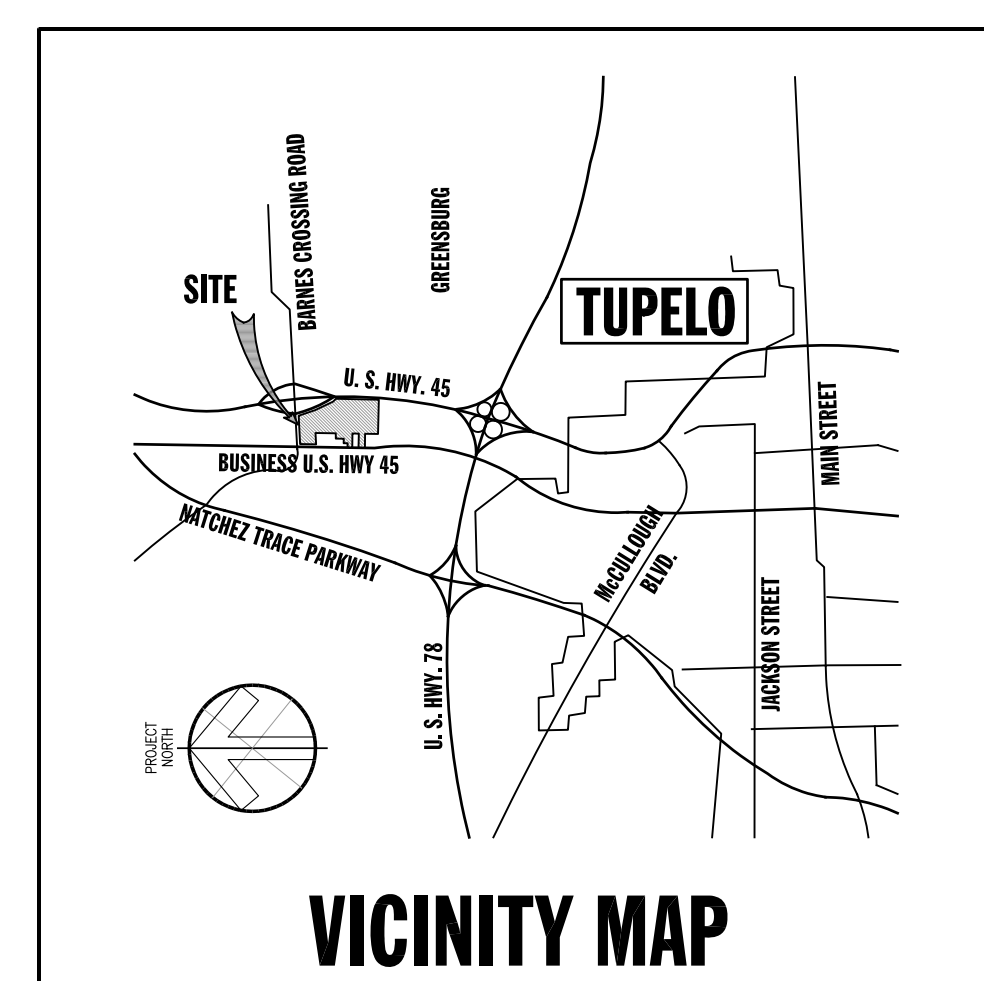 BARNES CROSSING ROAD
GREENSBURG
SITE
TUPELO
U. S. HWY. 45
MAIN STREET
BUSINESS U.S. HWY 45
NATCHEZ TRACE PARKWAY
McCULLOUGH
BLVD.
JACKSON STREET
U. S. HWY. 78
PROJECT
NORTH
VICINITY MAP